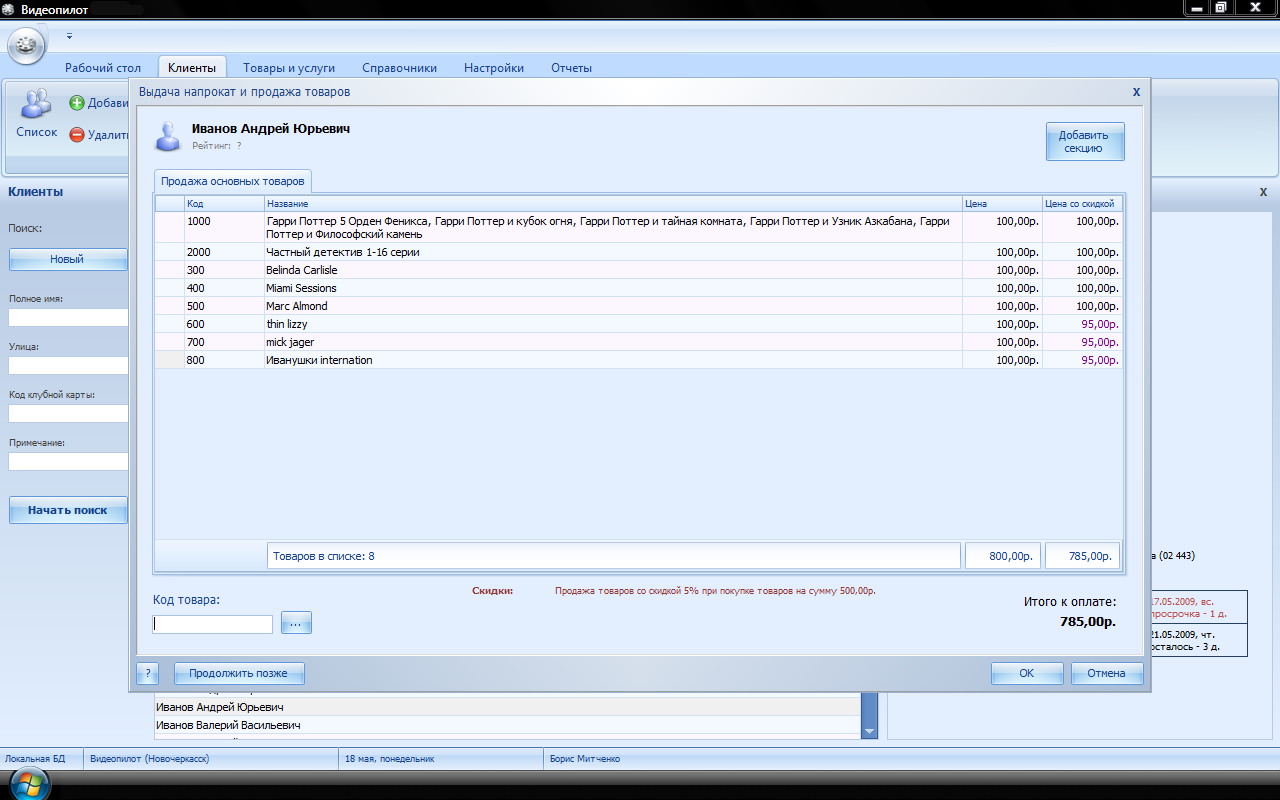 Видеопилот
Рабочий стол Клиенты Товары и услуги Справочники Настройки Отчеты
Список
Клиенты
X
Поиск:
Новый
Полное имя:
Улица:
Код клубной карты:
Примечание:
Начать поиск
Выдача напрокат и продажа товаров
X
Иванов Андрей Юрьевич
Рейтинг: ?
Добавить
секцию
Продажа основных товаров
Код Название Цена Цена со скидкой
1000 Гарри Поттер 5 Орден Феникса, Гарри Поттер и кубок огня, Гарри Поттер и тайная комната, Гарри Поттер и Узник Азкабана, Гарри 100,00р. 100,00р.
Поттер и Философский камень
2000 Частный детектив 1-16 серии 100,00р. 100,00р.
300 Belinda Carlisle 100,00р. 100,00р.
400 Miami Sessions 100,00р. 100,00р.
500 Marc Almond 100,00р. 100,00р.
600 thin lizzy 100,00р. 95,00р.
700 mick jager 100,00р. 95,00р.
800 Иванушки internation 100,00р. 95,00р.
Товаров в списке: 8 800,00р. 785,00р.
Скидки: Продажа товаров со скидкой 5% при покупке товаров на сумму 500,00р.
Код товара:
...
Итого к оплате:
785,00р.
? Продолжить позже OK Отмена
(02 443)
17.05.2009, вс.
просрочка - 1 д.
21.05.2009, чт.
осталось - 3 д.
Иванов Андрей Юрьевич
Иванов Валерий Васильевич
Локальная БД Видеопилот (Новочеркасск) 18 мая, понедельник Борис Митченко